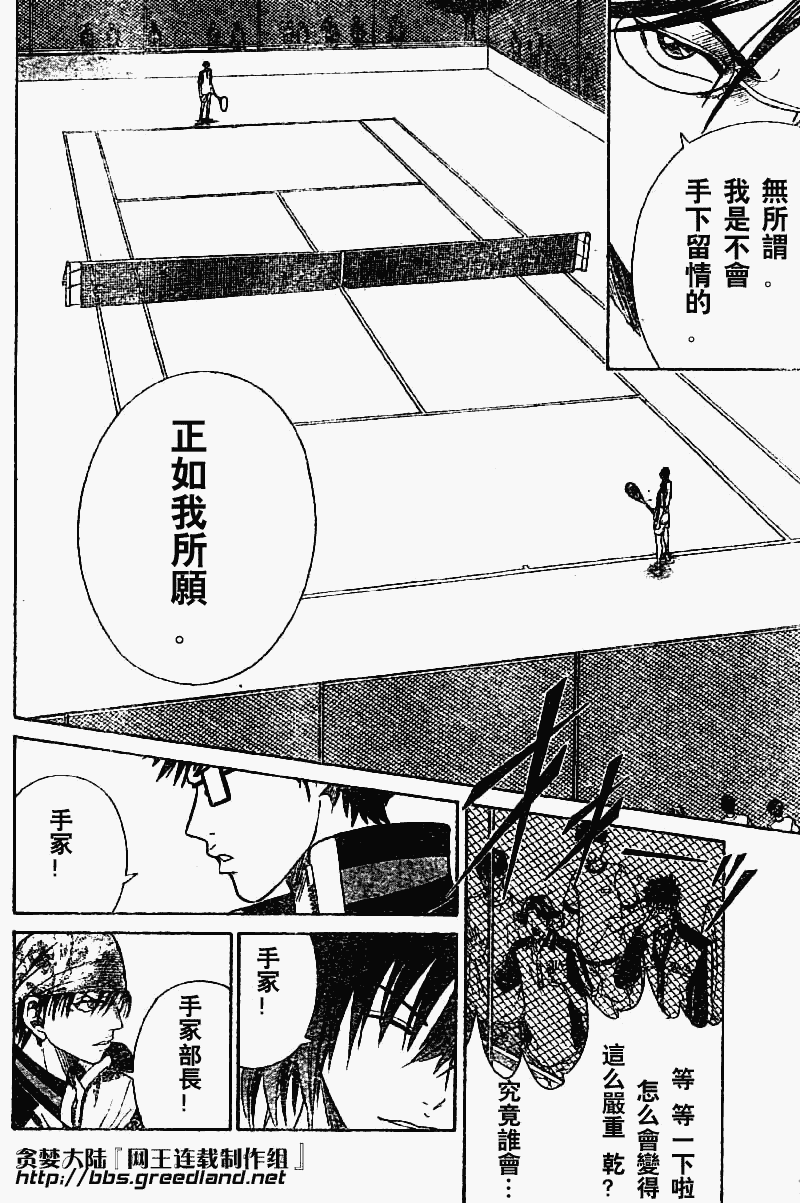 無所謂。
我是不會
手下留情的。
正如我所願。
等等一下啦
怎么會變得
這么嚴重 乾？
究竟誰會…
手冢！
手冢！
手冢部長！
贪婪大陆『网王连载制作组』
http://bbs.greedland.net